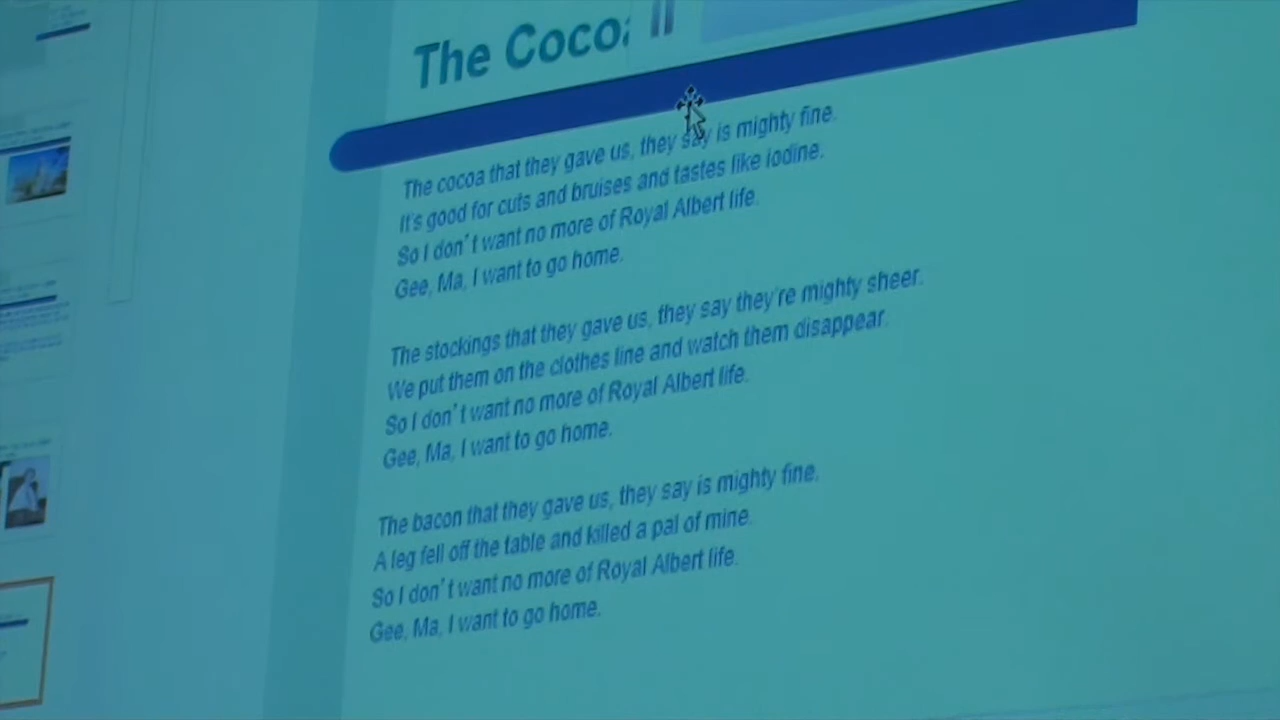 The Cocoa
The cocoa that they gave us, they say is mighty fine.
It's good for cuts and bruises and tastes like Iodine.
So I don't want no more of Royal Albert life.
Gee, Ma, I want to go home.
The stockings that they gave us, they say they're mighty sheer.
We put them on the clothes line and watch them disappear.
So I don't want no more of Royal Albert life.
Gee, Ma, I want to go home.
The bacon that they gave us, they say is mighty fine.
A leg fell off the table and killed a pal of mine.
So I don't want no more of Royal Albert life.
Gee, Ma, I want to go home.